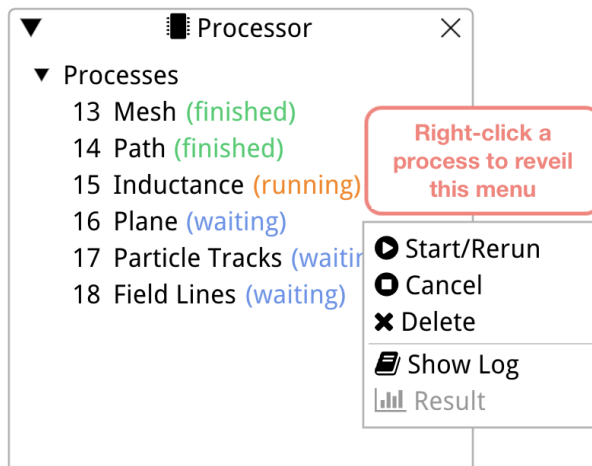 Processor
Processes
13 Mesh (finished)
14 Path (finished)
15 Inductance (running)
16 Plane (waiting)
17 Particle Tracks
18 Field Lines (waiting)
Right-click a
process to reveil
this menu
Start/Rerun
Cancel
Delete
Show Log
Result